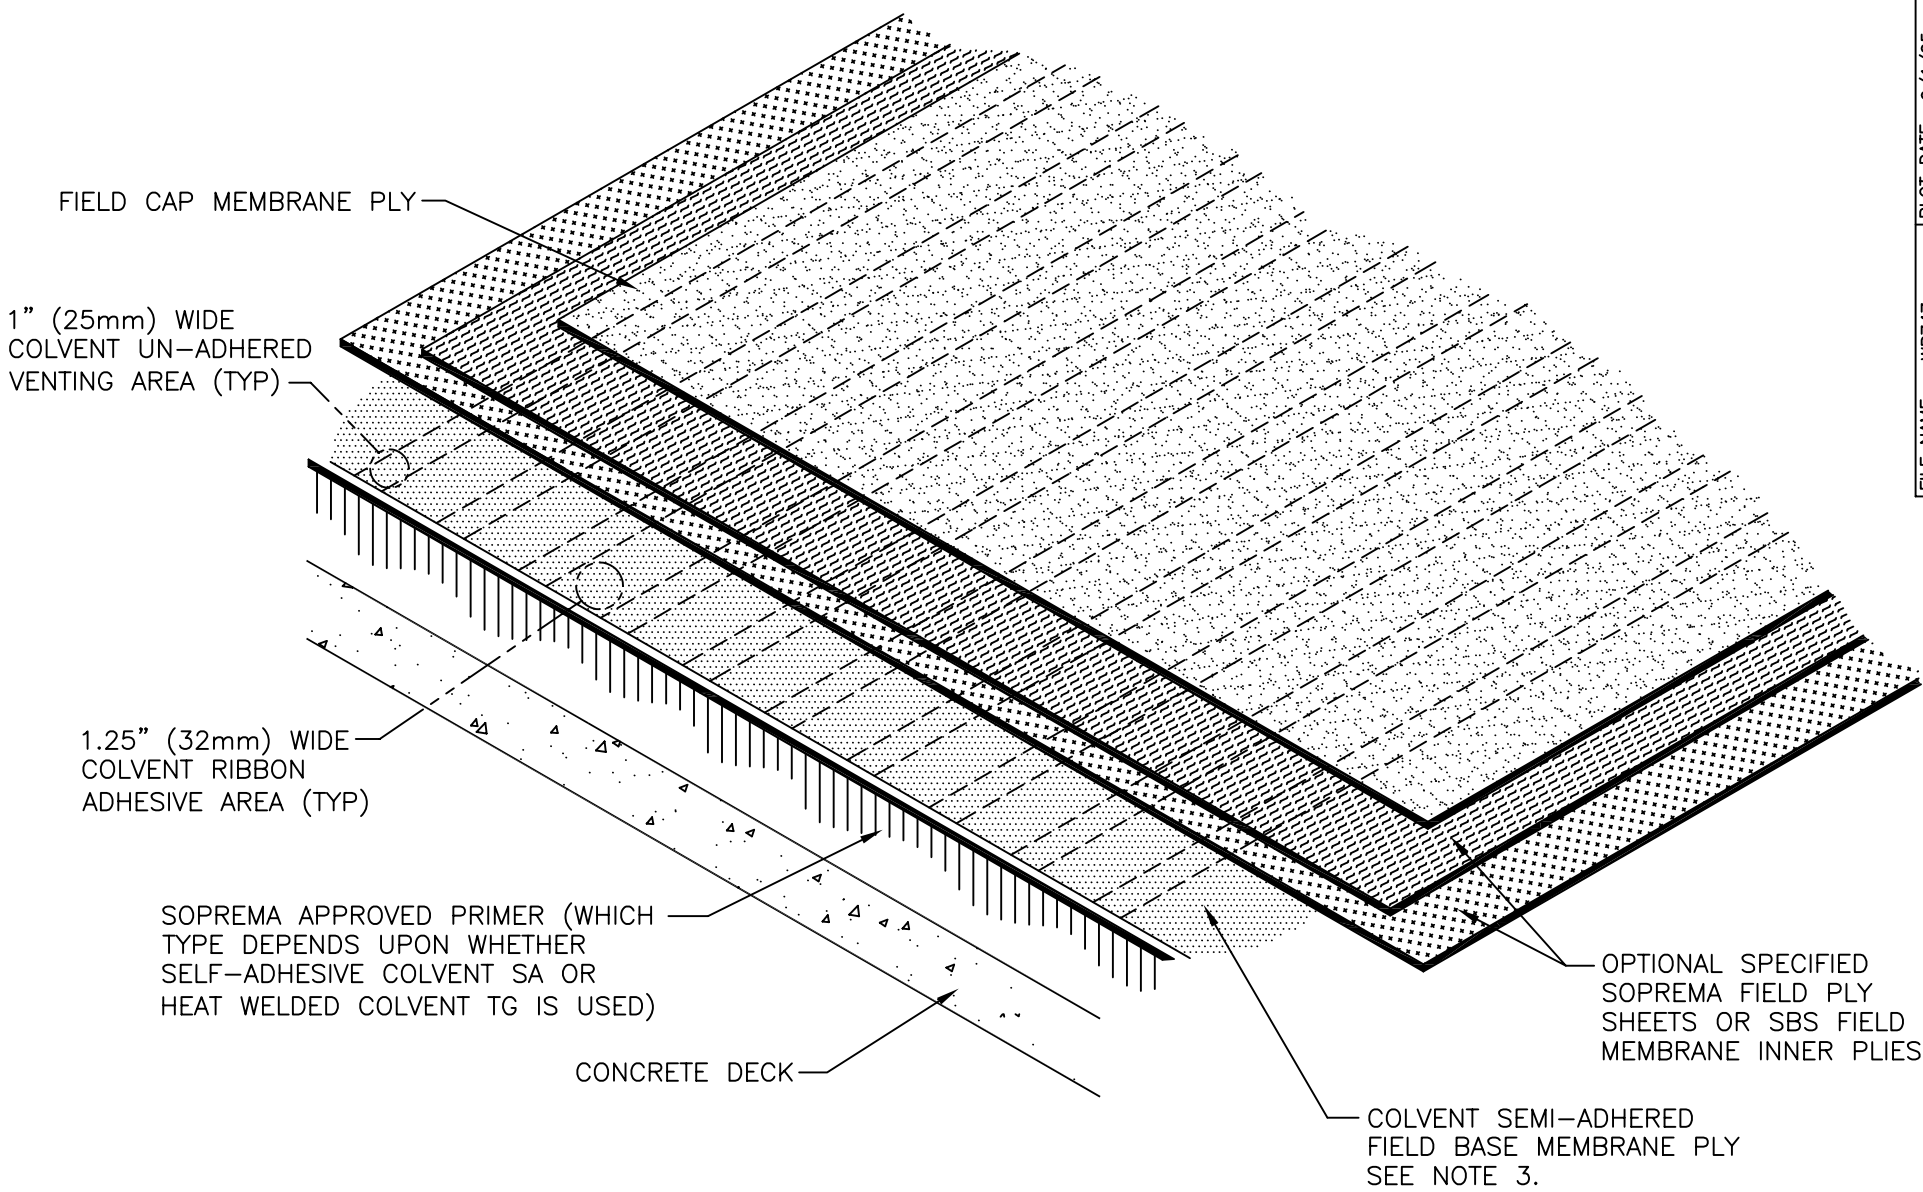 FIELD CAP MEMBRANE PLY
1” (25mm) WIDE
COLVENT UN-ADHERED
VENTING AREA (TYP)
1.25” (32mm) WIDE
COLVENT RIBBON
ADHESIVE AREA (TYP)
SOPREMA APPROVED PRIMER (WHICH
TYPE DEPENDS UPON WHETHER
SELF-ADHESIVE COLVENT SA OR
HEAT WELDED COLVENT TG IS USED)
CONCRETE DECK
OPTIONAL SPECIFIED
SOPREMA FIELD PLY
SHEETS OR SBS FIELD
MEMBRANE INNER PLIES
COLVENT SEMI-ADHERED
FIELD BASE MEMBRANE PLY
SEE NOTE 3.